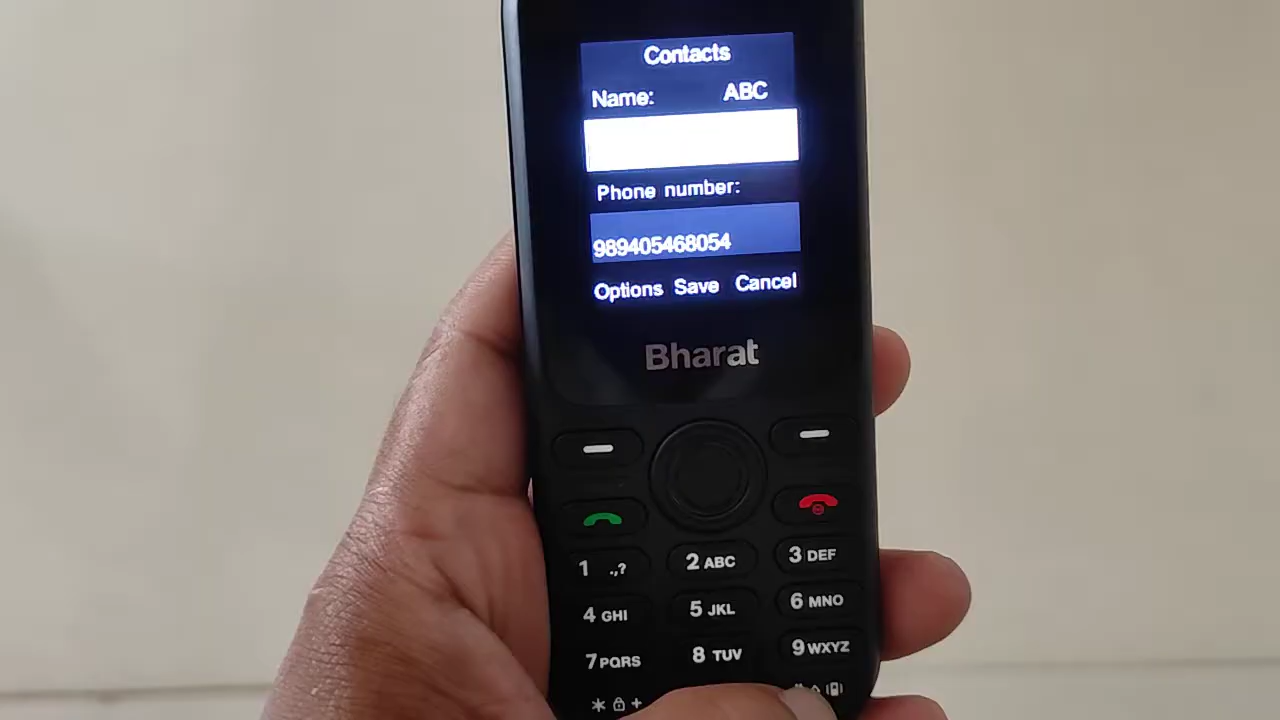 Contacts
Name: ABC
Phone number:
989405468054
Options Save Cancel
Bharat
1 .,?
2 ABC
3 DEF
4 GHI
5 JKL
6 MNO
7 PQRS
8 TUV
9 WXYZ
* +